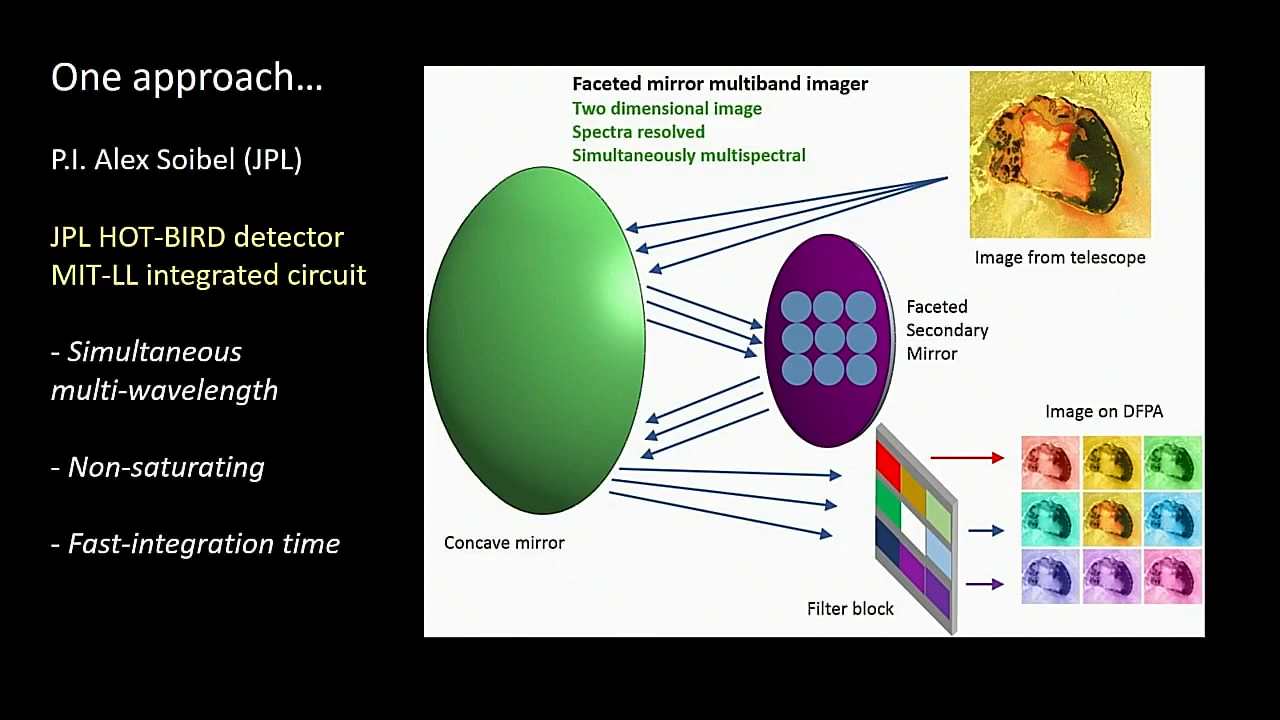 One approach...
P.I. Alex Soibel (JPL)
JPL HOT-BIRD detector
MIT-LL integrated circuit
- Simultaneous
multi-wavelength
- Non-saturating
- Fast-integration time
Faceted mirror multiband imager
Two dimensional image
Spectra resolved
Simultaneously multispectral
Image from telescope
Faceted
Secondary
Mirror
Image on DFPA
Concave mirror
Filter block